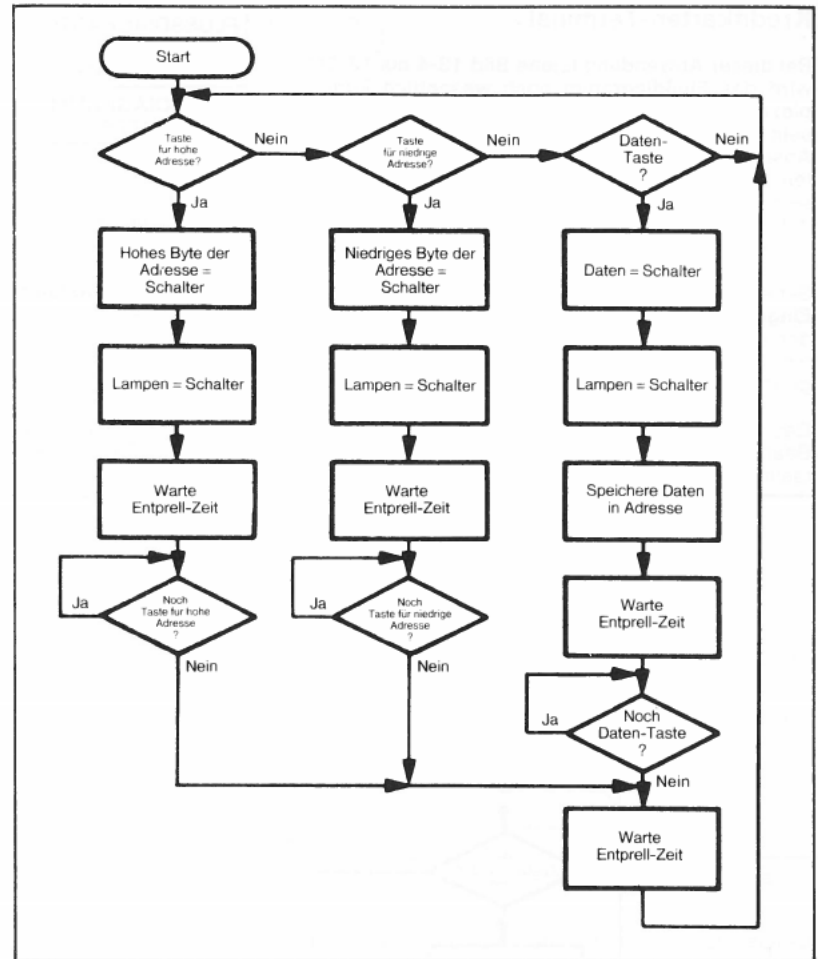 Start
Taste
fur hohe
Adresse?
Nein
Ja
Hohes Byte der
Adresse =
Schalter
Lampen = Schalter
Warte
Entprell-Zeit
Noch
Taste fur hohe
Adresse
?
Ja
Nein
Taste
für niedrige
Adresse?
Nein
Ja
Niedriges Byte der
Adresse =
Schalter
Lampen = Schalter
Warte
Entprell-Zeit
Noch
Taste für niedrige
Adresse
?
Ja
Nein
Daten-
Taste
?
Nein
Ja
Daten = Schalter
Lampen = Schalter
Speichere Daten
in Adresse
Warte
Entprell-Zeit
Noch
Daten-Taste
?
Ja
Nein
Warte
Entprell-Zeit